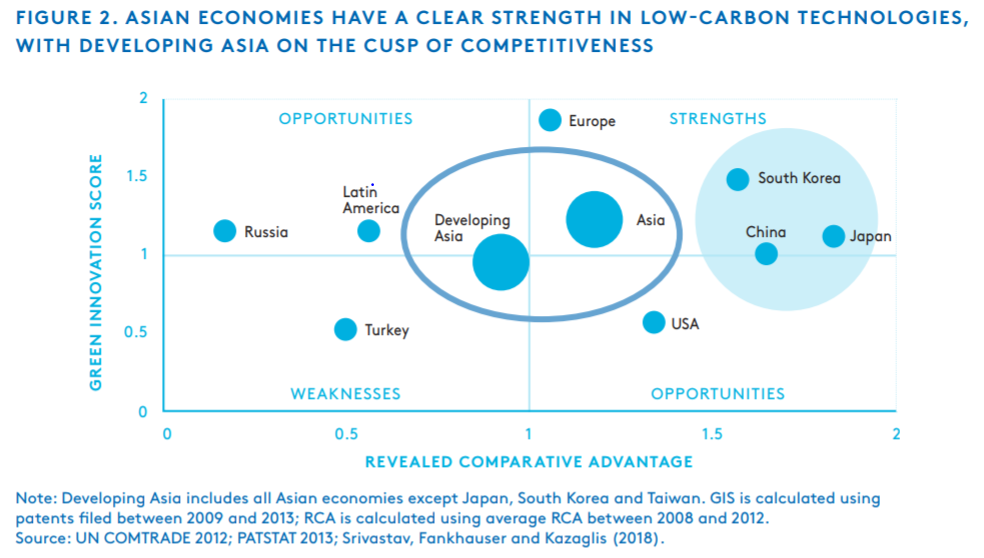 FIGURE 2. ASIAN ECONOMIES HAVE A CLEAR STRENGTH IN LOW-CARBON TECHNOLOGIES,
WITH DEVELOPING ASIA ON THE CUSP OF COMPETITIVENESS
2
OPPORTUNITIES
STRENGTHS
Europe
1.5
South Korea
Latin
America
Russia
Developing
Asia
Asia
China
Japan
1
GREEN INNOVATION SCORE
0.5
Turkey
USA
WEAKNESSES
OPPORTUNITIES
0
0
0.5
1
1.5
2
REVEALED COMPARATIVE ADVANTAGE
Note: Developing Asia includes all Asian economies except Japan, South Korea and Taiwan. GIS is calculated using
patents filed between 2009 and 2013; RCA is calculated using average RCA between 2008 and 2012.
Source: UN COMTRADE 2012; PATSTAT 2013; Srivastav, Fankhauser and Kazaglis (2018).